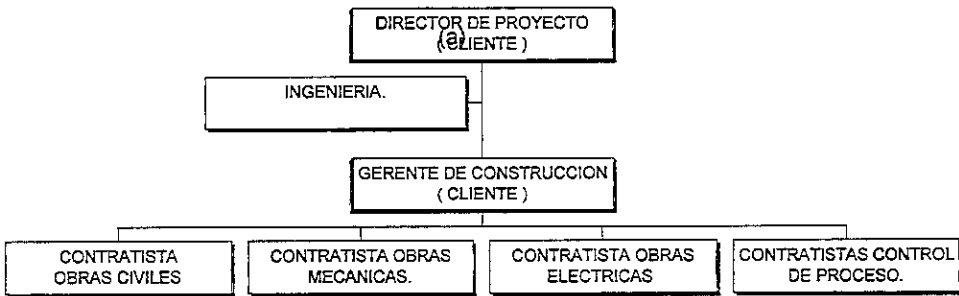 DIRECTOR DE PROYECTO
(a)
( CLIENTE )
INGENIERIA.
GERENTE DE CONSTRUCCION
( CLIENTE )
CONTRATISTA
OBRAS CIVILES
CONTRATISTA OBRAS
MECANICAS.
CONTRATISTA OBRAS
ELECTRICAS
CONTRATISTAS CONTROL
DE PROCESO.